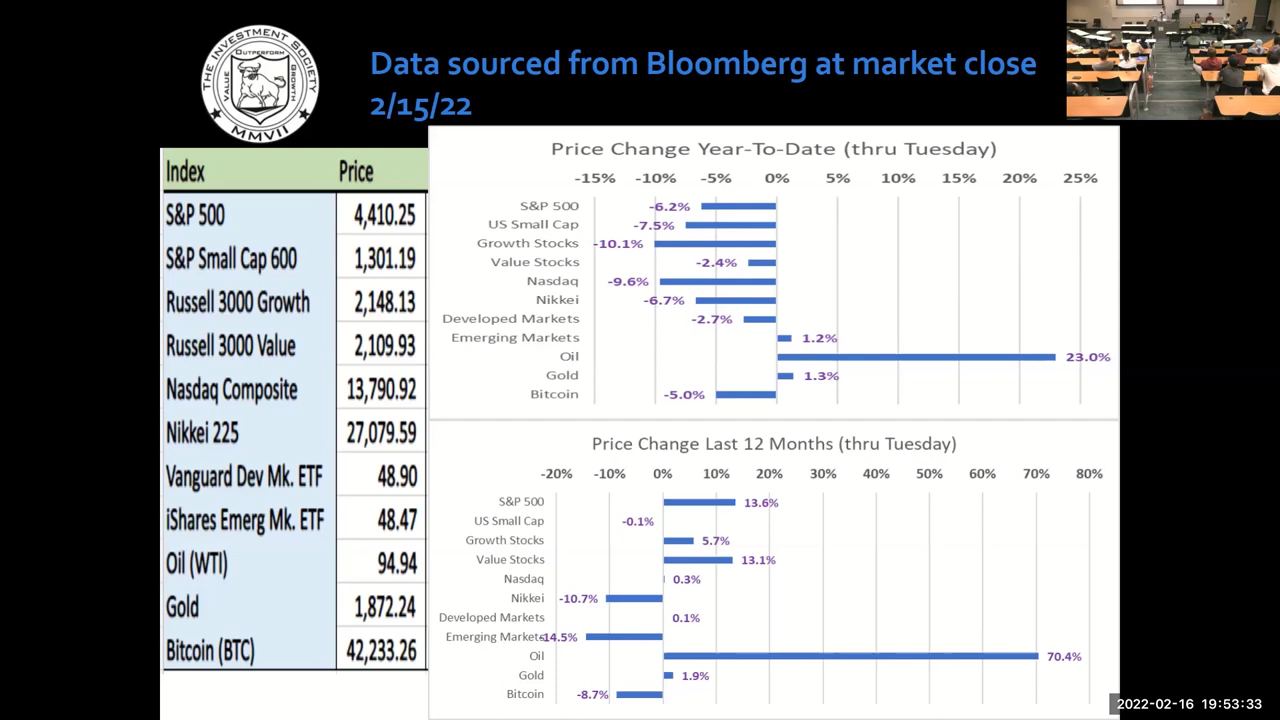 THE INVESTMENT SOCIETY
OUTPERFORM
VALUE
GROWTH
MMVII
Data sourced from Bloomberg at market close
2/15/22
Index Price
S&P 500 4,410.25
S&P Small Cap 600 1,301.19
Russell 3000 Growth 2,148.13
Russell 3000 Value 2,109.93
Nasdaq Composite 13,790.92
Nikkei 225 27,079.59
Vanguard Dev Mk. ETF 48.90
iShares Emerg Mk. ETF 48.47
Oil (WTI) 94.94
Gold 1,872.24
Bitcoin (BTC) 42,233.26
Price Change Year-To-Date (thru Tuesday)
-15% -10% -5% 0% 5% 10% 15% 20% 25%
S&P 500 -6.2%
US Small Cap -7.5%
Growth Stocks -10.1%
Value Stocks -2.4%
Nasdaq -9.6%
Nikkei -6.7%
Developed Markets -2.7%
Emerging Markets 1.2%
Oil 23.0%
Gold 1.3%
Bitcoin -5.0%
Price Change Last 12 Months (thru Tuesday)
-20% -10% 0% 10% 20% 30% 40% 50% 60% 70% 80%
S&P 500 13.6%
US Small Cap -0.1%
Growth Stocks 5.7%
Value Stocks 13.1%
Nasdaq 0.3%
Nikkei -10.7%
Developed Markets 0.1%
Emerging Markets -14.5%
Oil 70.4%
Gold 1.9%
Bitcoin -8.7%
2022-02-16 19:53:33